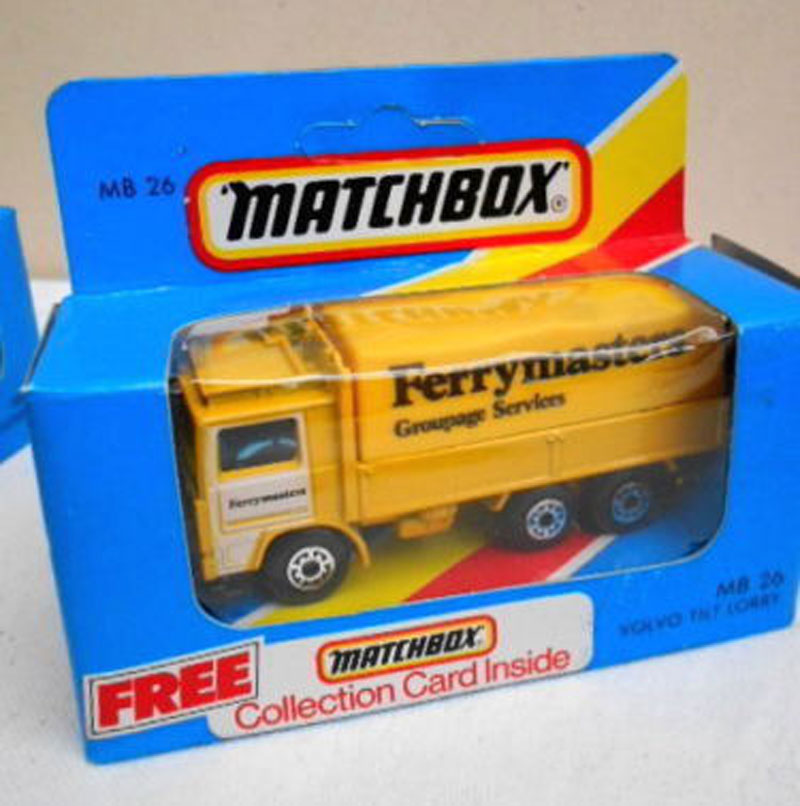 MB 26
"MATCHBOX"®
Ferrymasters
Groupage Services
Ferrymasters
MB 26
VOLVO TILT LORRY
FREE
"MATCHBOX"
Collection Card Inside